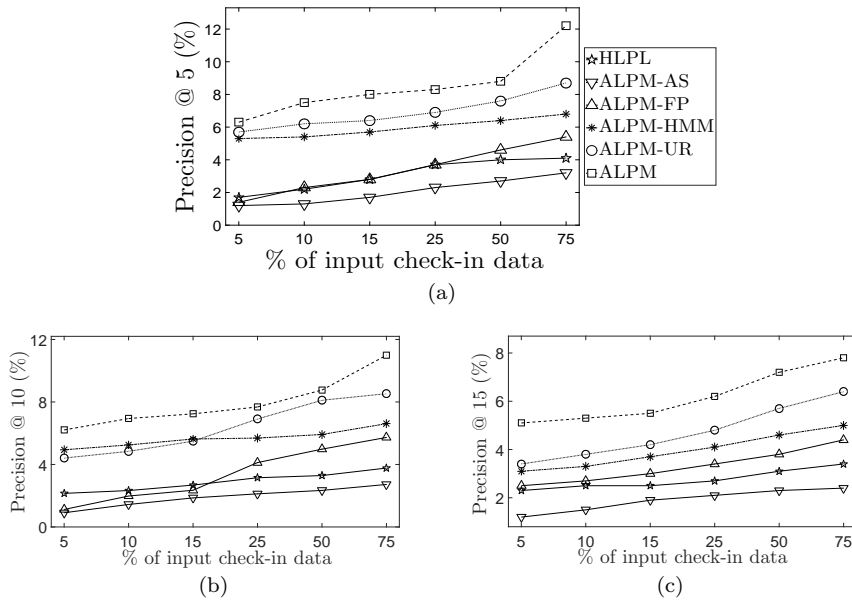 Precision @ 5 (%)
12
10
8
6
4
2
0
5 10 15 25 50 75
% of input check-in data
HLPL
ALPM-AS
ALPM-FP
ALPM-HMM
ALPM-UR
ALPM
(a)
Precision @ 10 (%)
12
8
4
0
5 10 15 25 50 75
% of input check-in data
(b)
Precision @ 15 (%)
8
6
4
2
5 10 15 25 50 75
% of input check-in data
(c)